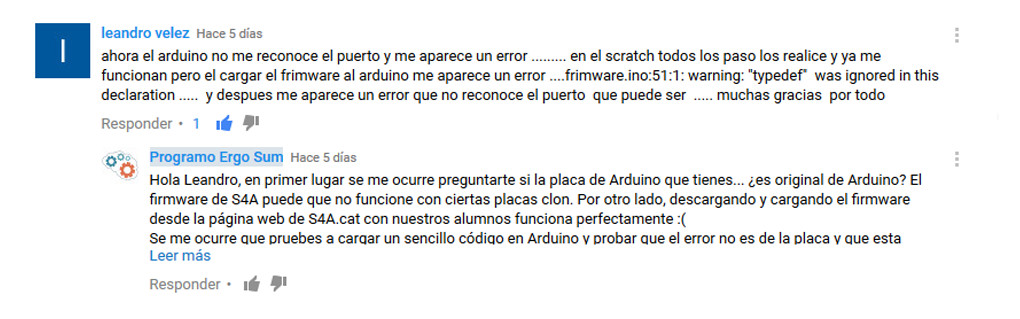 l
leandro velez Hace 5 días
ahora el arduino no me reconoce el puerto y me aparece un error ......... en el scratch todos los paso los realice y ya me
funcionan pero el cargar el frimware al arduino me aparece un error ....frimware.ino:51:1: warning: "typedef" was ignored in this
declaration ..... y despues me aparece un error que no reconoce el puerto que puede ser ..... muchas gracias por todo
Responder • 1
Programo Ergo Sum Hace 5 días
Hola Leandro, en primer lugar se me ocurre preguntarte si la placa de Arduino que tienes... ¿es original de Arduino? El
firmware de S4A puede que no funcione con ciertas placas clon. Por otro lado, descargando y cargando el firmware
desde la página web de S4A.cat con nuestros alumnos funciona perfectamente :(
Se me ocurre que pruebes a cargar un sencillo código en Arduino y probar que el error no es de la placa y que esta
Leer más
Responder •